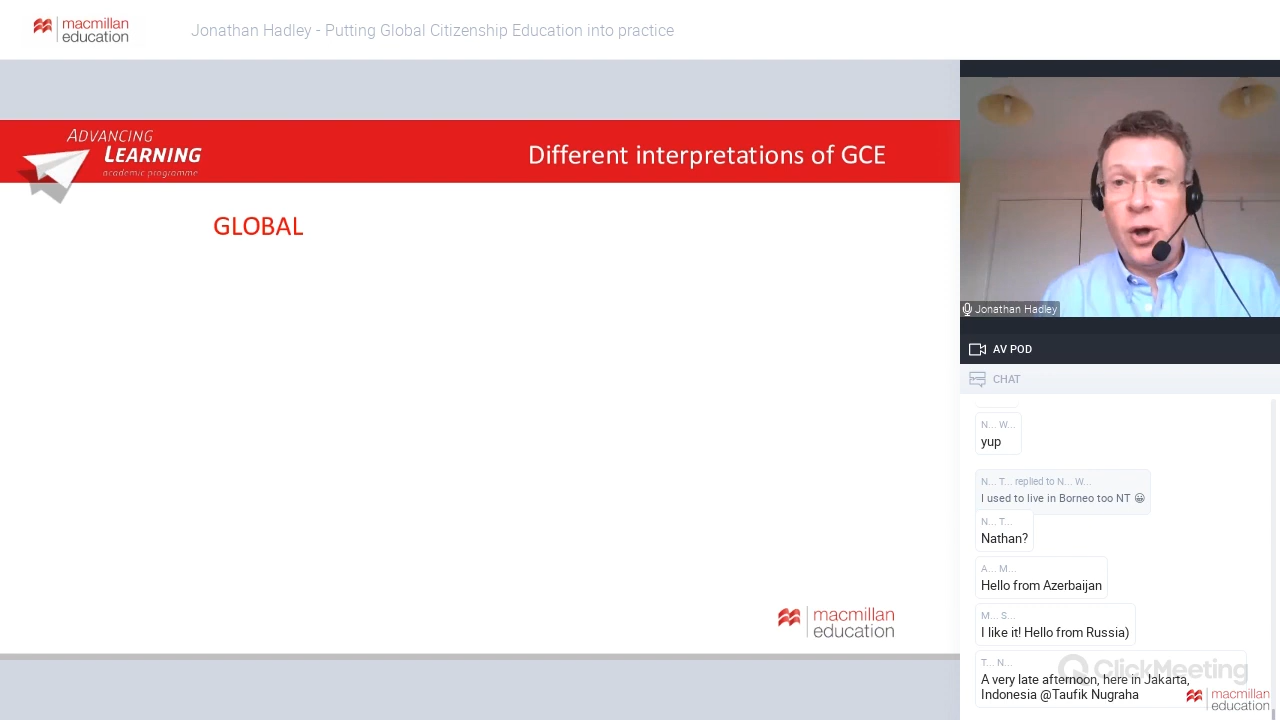 macmillan
education
Jonathan Hadley - Putting Global Citizenship Education into practice
ADVANCING
LEARNING
academic programme
Different interpretations of GCE
GLOBAL
macmillan
education
Jonathan Hadley
AV POD
CHAT
N... W...
yup
N... T... replied to N... W...
I used to live in Borneo too NT 😀
N... T...
Nathan?
A... M...
Hello from Azerbaijan
M... S...
I like it! Hello from Russia)
T... N...
A very late afternoon, here in Jakarta,
Indonesia @Taufik Nugraha
ClickMeeting
macmillan
education